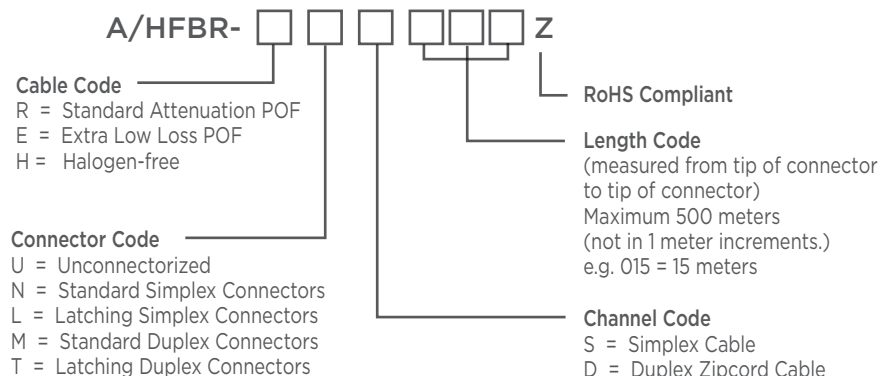 A/HFBR- Z
Cable Code
R = Standard Attenuation POF
E = Extra Low Loss POF
H = Halogen-free
Connector Code
U = Unconnectorized
N = Standard Simplex Connectors
L = Latching Simplex Connectors
M = Standard Duplex Connectors
T = Latching Duplex Connectors
RoHS Compliant
Length Code
(measured from tip of connector
to tip of connector)
Maximum 500 meters
(not in 1 meter increments.)
e.g. 015 = 15 meters
Channel Code
S = Simplex Cable
D = Duplex Zipcord Cable